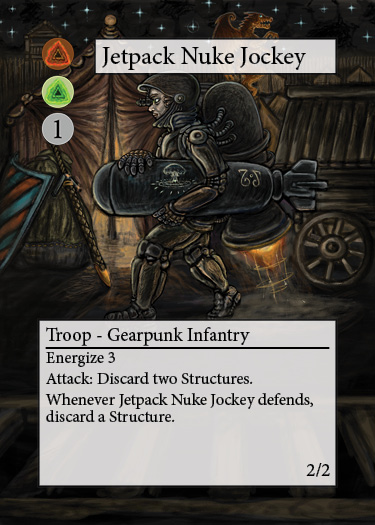 Jetpack Nuke Jockey
1
Troop - Gearpunk Infantry
Energize 3
Attack: Discard two Structures.
Whenever Jetpack Nuke Jockey defends,
discard a Structure.
2/2